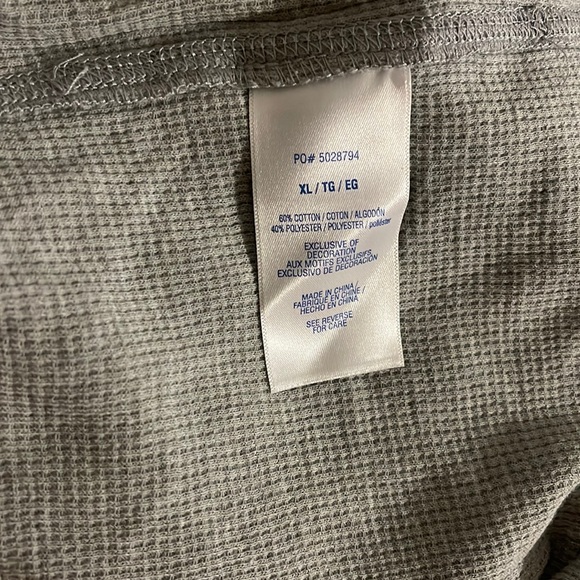 PO# 5028794
XL / TG / EG
60% COTTON / COTON / ALGODÓN
40% POLYESTER / POLYESTER / poliéster
EXCLUSIVE OF
DECORATION
AUX MOTIFS EXCLUSIFS
EXCLUSIVO DE DECORACIÓN
MADE IN CHINA
FABRIQUÉ EN CHINE /
HECHO EN CHINA
SEE REVERSE
FOR CARE